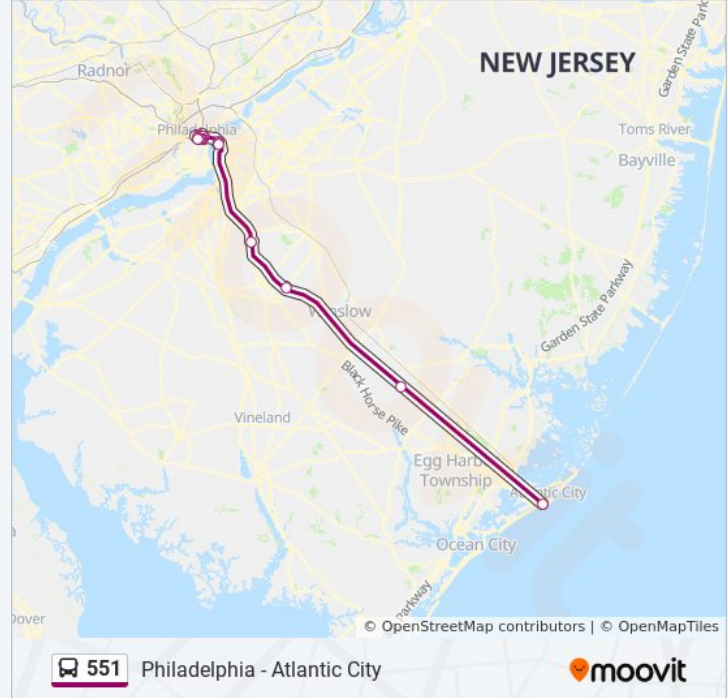 NEW JERSEY
Garden State Park
Radnor
Philadelphia
Toms River
Bayville
Garden State Parkway
Winslow
Black Horse Pike
Vineland
Egg Harbor
Township
Atlantic City
Ocean City
Parkway
Dover
© OpenStreetMap contributors | © OpenMapTiles
551 Philadelphia - Atlantic City
moovit